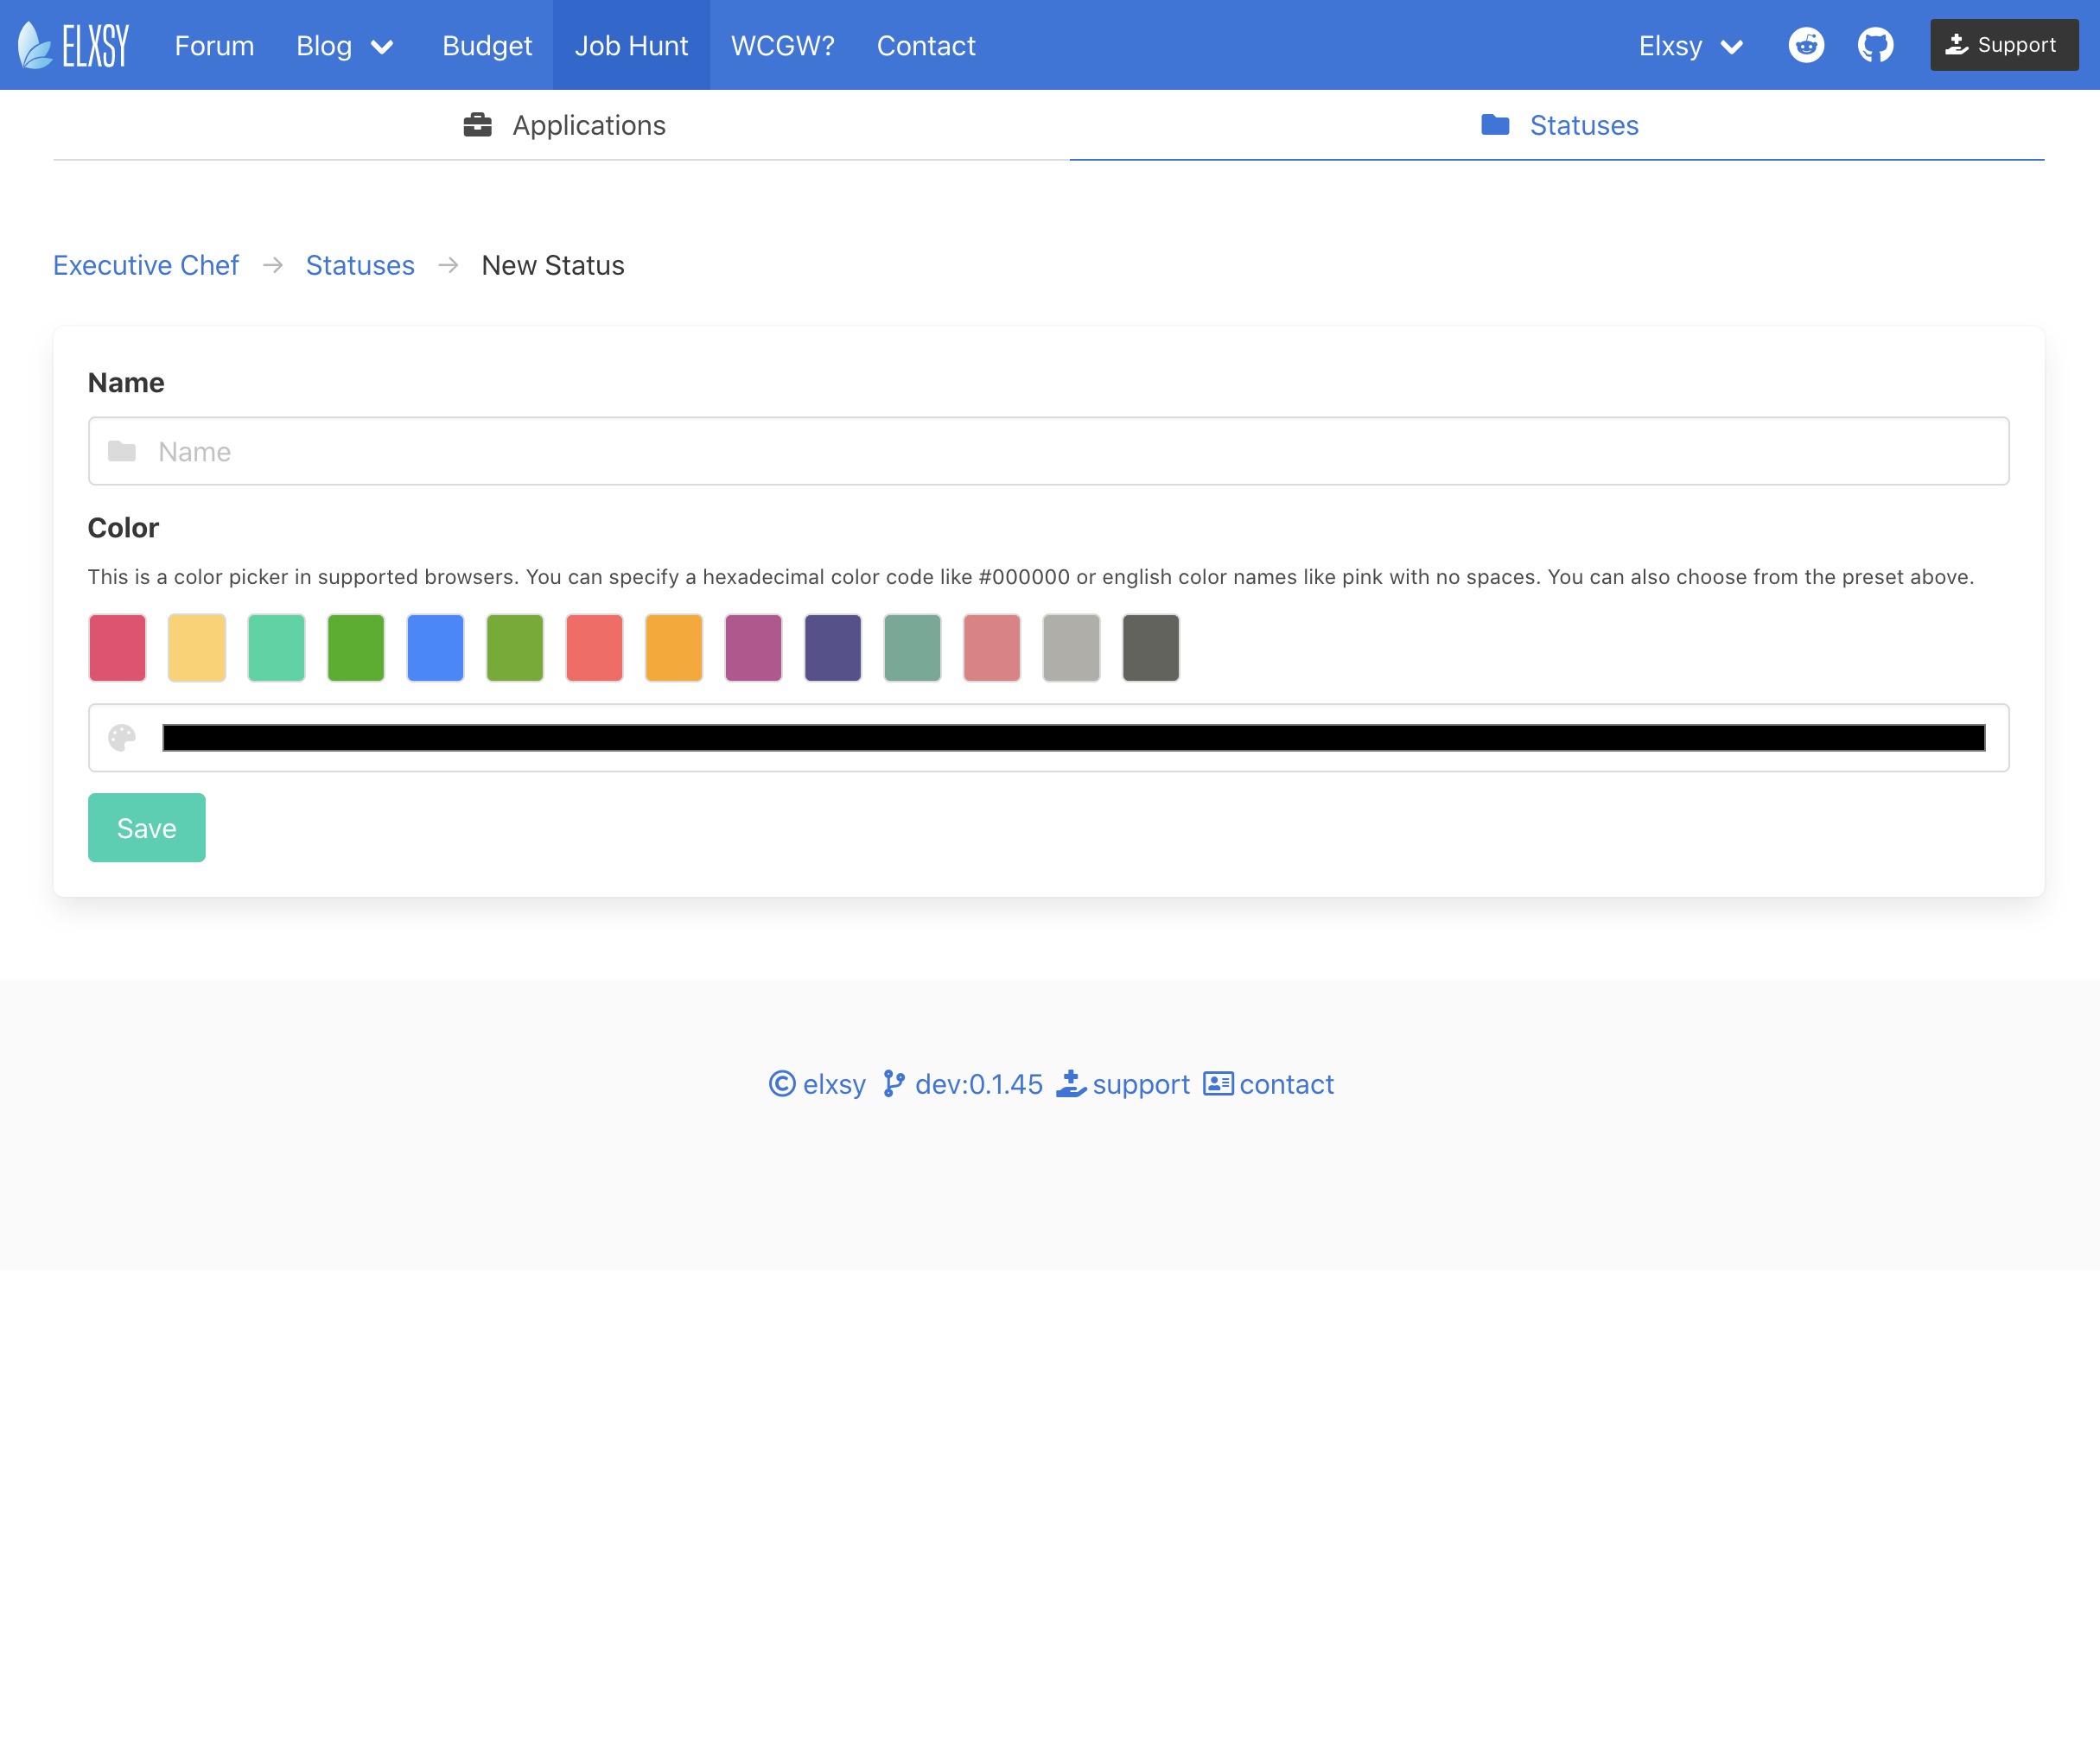 ELXSY Forum Blog Budget Job Hunt WCGW? Contact Elxsy Support
Applications Statuses
Executive Chef → Statuses → New Status
Name
Name
Color
This is a color picker in supported browsers. You can specify a hexadecimal color code like #000000 or english color names like pink with no spaces. You can also choose from the preset above.
Save
© elxsy dev:0.1.45 support contact